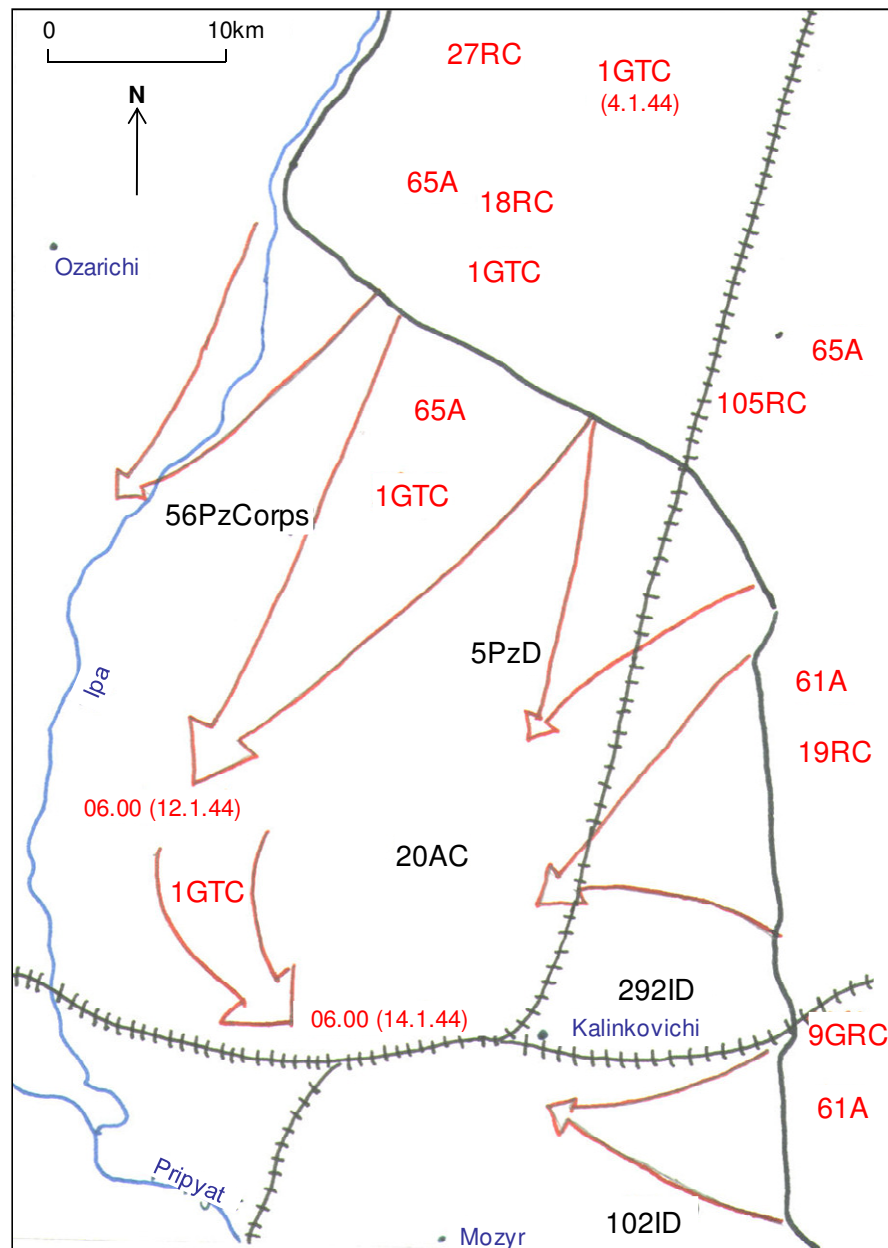 0
10km
N
27RC
1GTC
(4.1.44)
65A
18RC
Ozarichi
1GTC
65A
105RC
65A
1GTC
56PzCorps
5PzD
Ipa
61A
19RC
06.00 (12.1.44)
20AC
1GTC
292ID
06.00 (14.1.44)
Kalinkovichi
9GRC
61A
Pripyat
102ID
Mozyr